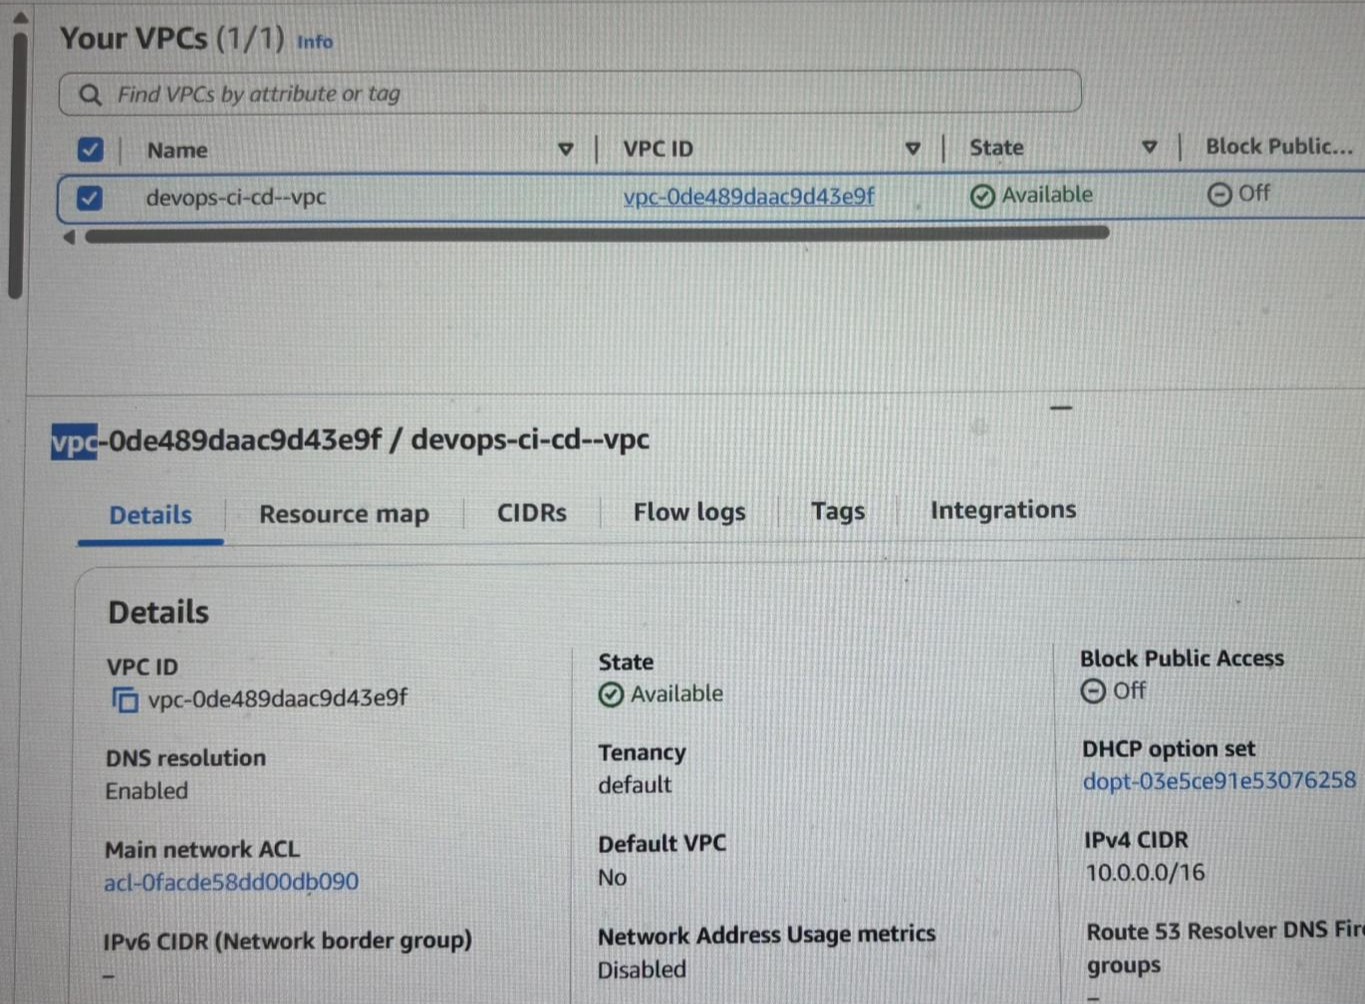 Your VPCs (1/1) Info
Find VPCs by attribute or tag
Name VPC ID State Block Public...
devops-ci-cd--vpc vpc-0de489daac9d43e9f Available Off
vpc-0de489daac9d43e9f / devops-ci-cd--vpc
Details Resource map CIDRs Flow logs Tags Integrations
Details
VPC ID State Block Public Access
vpc-0de489daac9d43e9f Available Off
DNS resolution Tenancy DHCP option set
Enabled default dopt-03e5ce91e53076258
Main network ACL Default VPC IPv4 CIDR
acl-0facde58dd00db090 No 10.0.0.0/16
IPv6 CIDR (Network border group) Network Address Usage metrics Route 53 Resolver DNS Fire
– Disabled groups
–